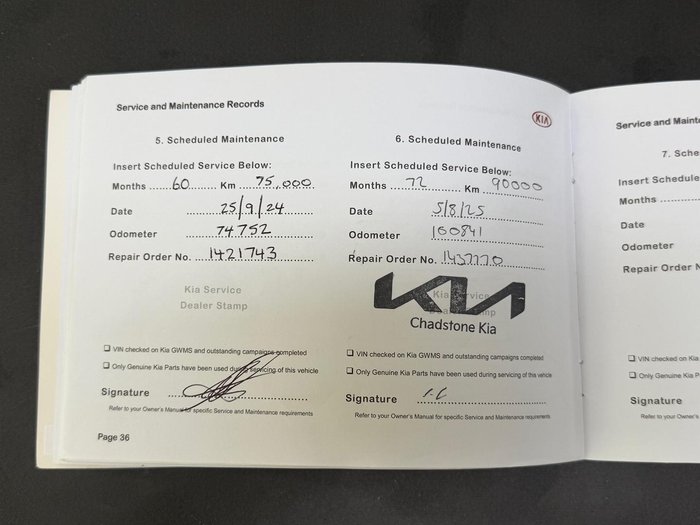 Service and Maintenance Records
KIA
5. Scheduled Maintenance
Insert Scheduled Service Below:
Months 60 Km 75,000
Date 25/9/24
Odometer 74752
Repair Order No. 1421743
Kia Service
Dealer Stamp
VIN checked on Kia GWMS and outstanding campaigns completed
Only Genuine Kia Parts have been used during servicing of this vehicle
Signature
Refer to your Owner's Manual for specific Service and Maintenance requirements
Page 36
6. Scheduled Maintenance
Insert Scheduled Service Below:
Months 72 Km 90000
Date 5/8/25
Odometer 100841
Repair Order No. 1437770
Kia Service
KIA
Chadstone Kia
VIN checked on Kia GWMS and outstanding campaigns completed
Only Genuine Kia Parts have been used during servicing of this vehicle
Signature
Refer to your Owner's Manual for specific Service and Maintenance requirements
Service and Maint
7. Sche
Insert Schedule
Months
Date
Odometer
Repair Order N
VIN checked on Kia
Only Genuine Kia P
Signature
Refer to your Owner's